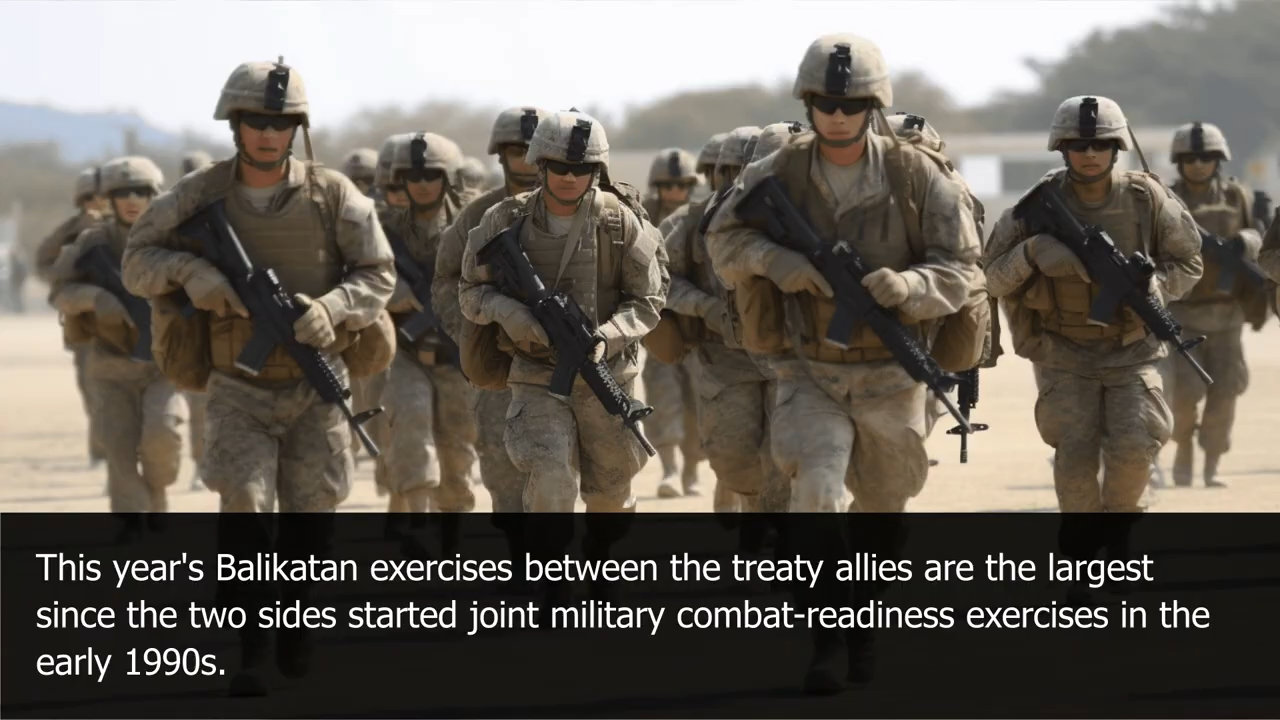 This year's Balikatan exercises between the treaty allies are the largest
since the two sides started joint military combat-readiness exercises in the
early 1990s.